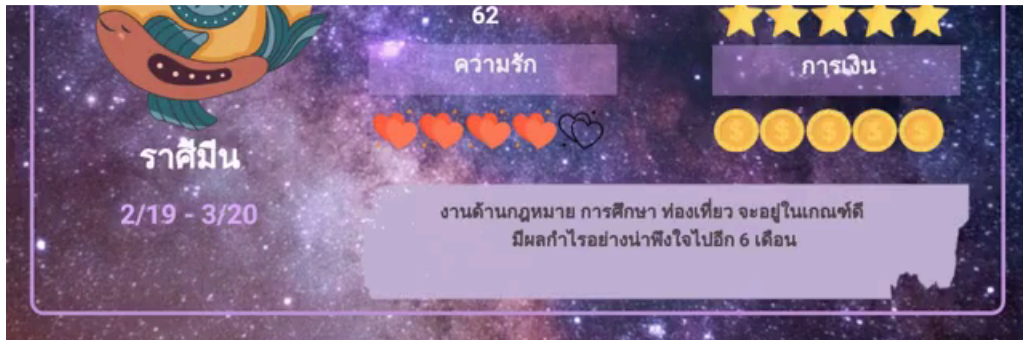 62
ความรัก
การเงิน
ราศีมีน
2/19 - 3/20
งานด้านกฎหมาย การศึกษา ท่องเที่ยว จะอยู่ในเกณฑ์ดี
มีผลกำไรอย่างน่าพึงใจไปอีก 6 เดือน